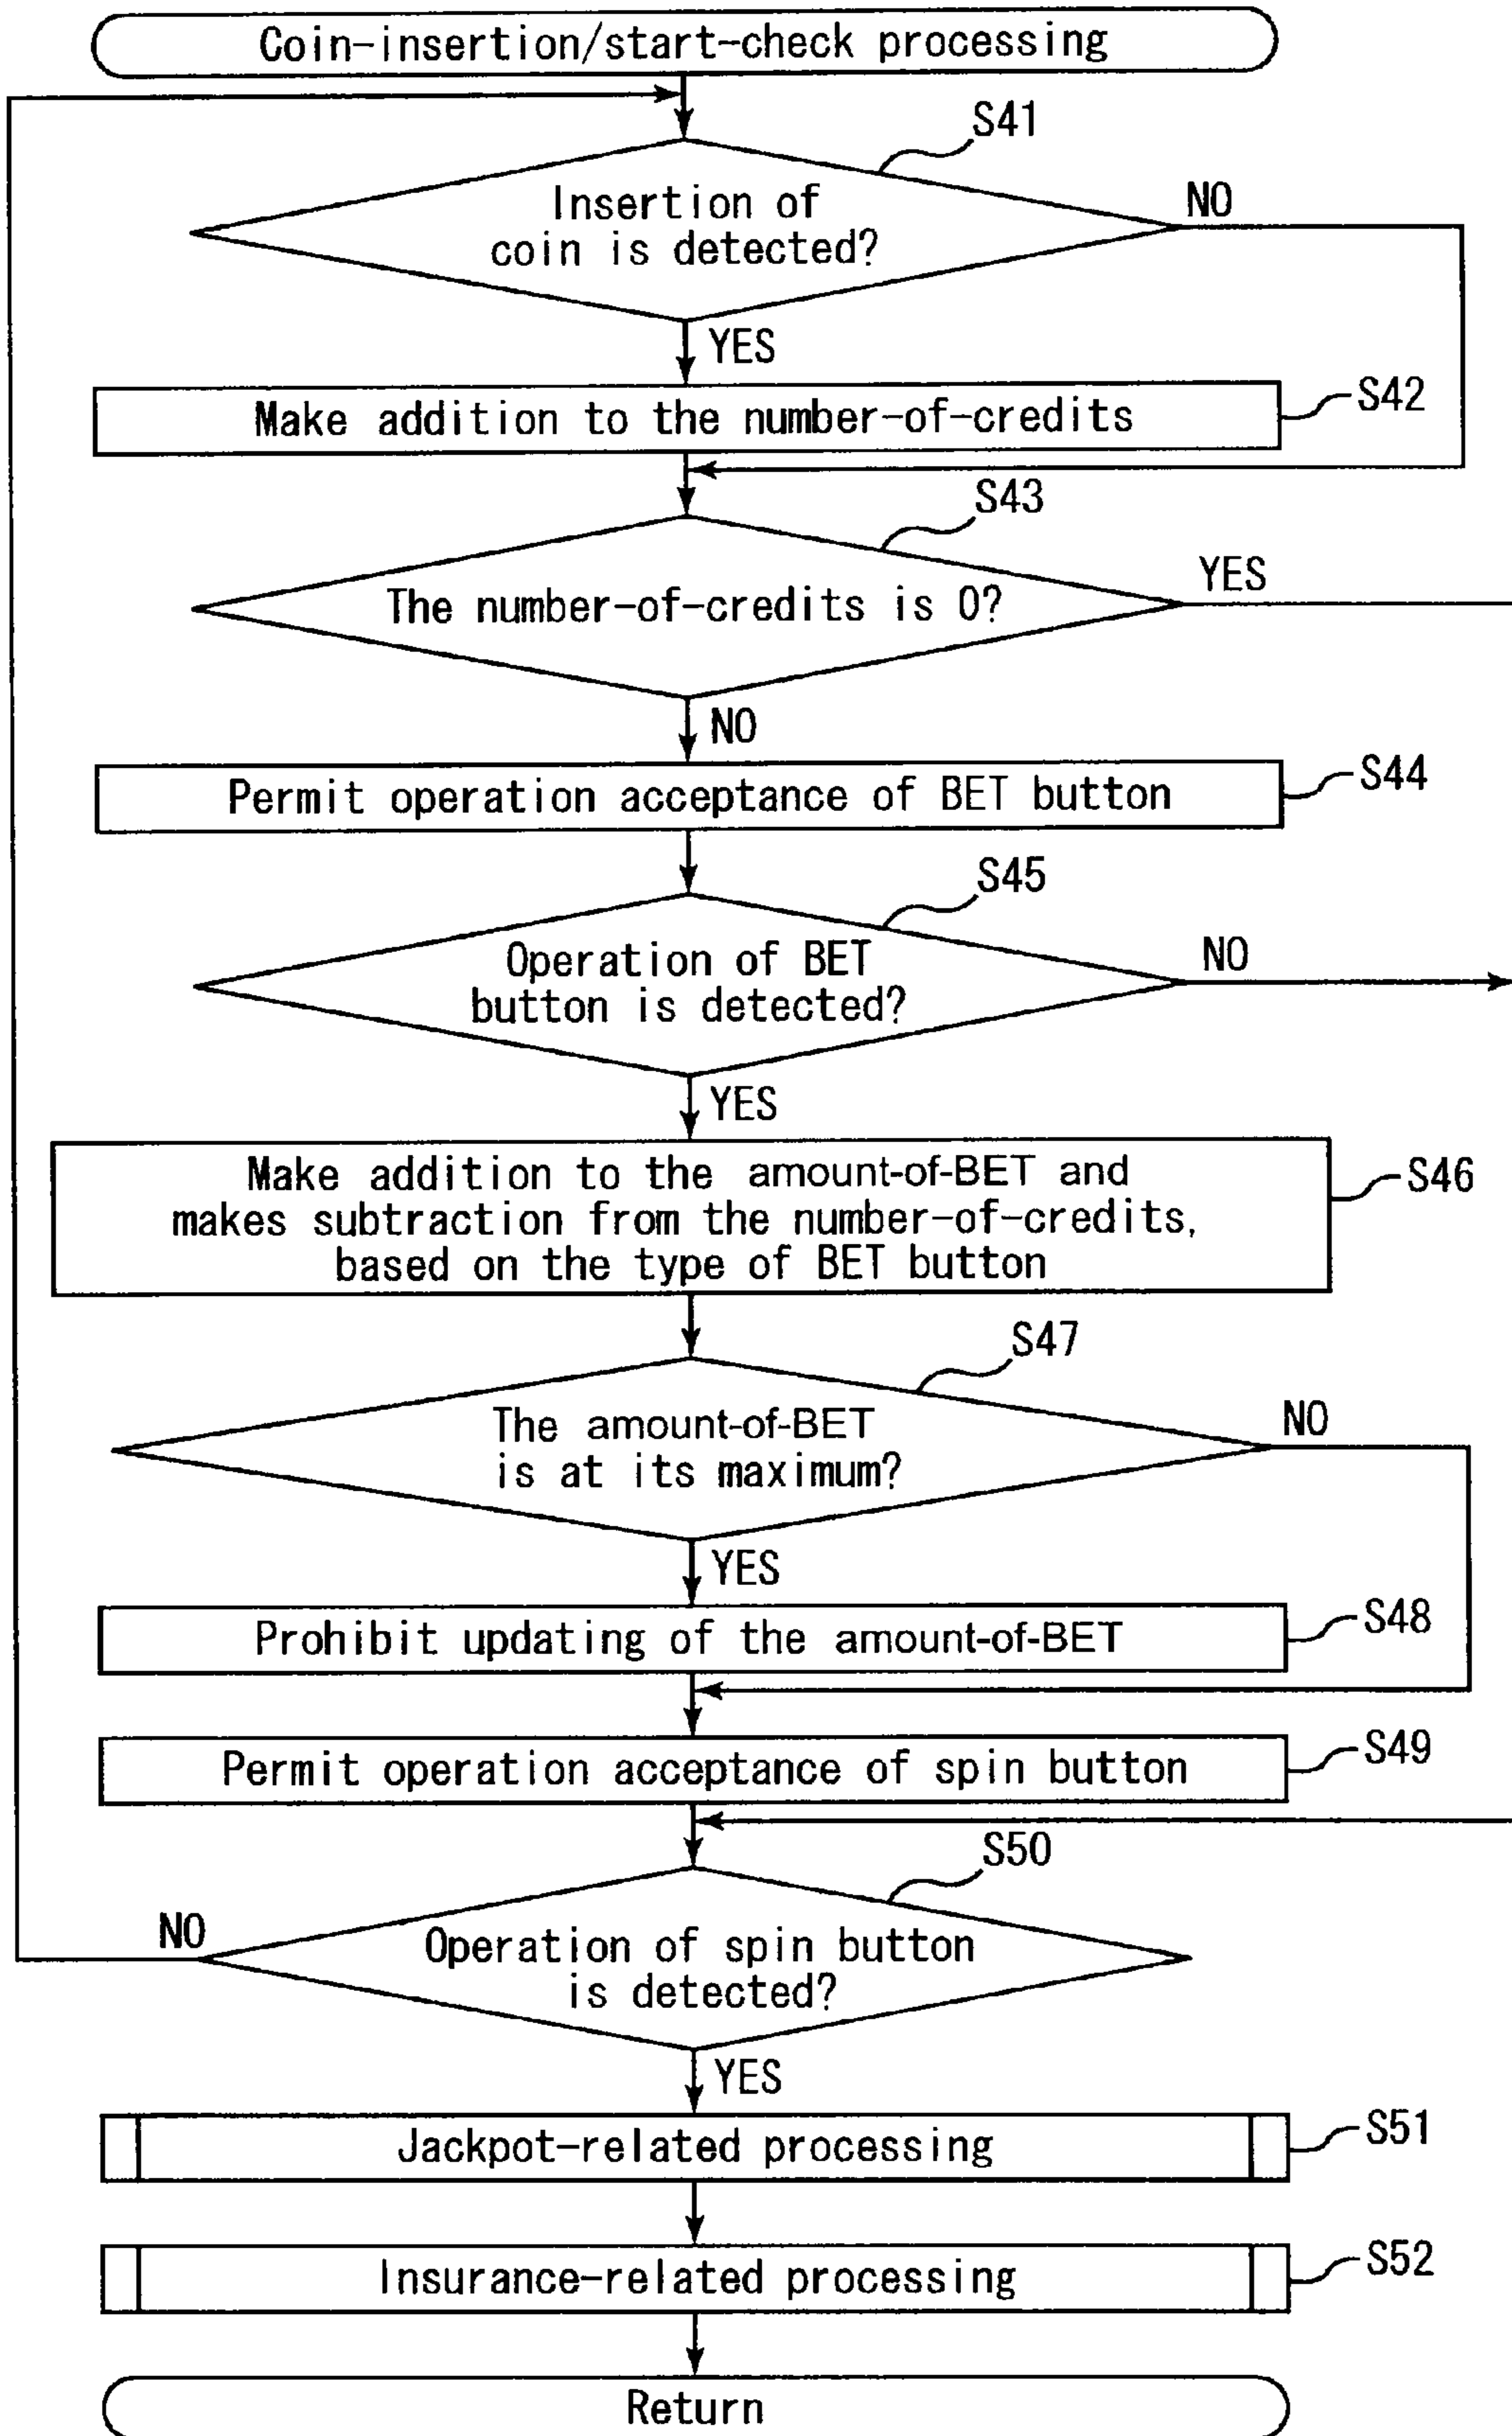 Coin-insertion/start-check processing
S41
Insertion of
coin is detected?
NO
YES
Make addition to the number-of-credits
S42
S43
The number-of-credits is 0?
YES
NO
Permit operation acceptance of BET button
S44
S45
Operation of BET
button is detected?
NO
YES
Make addition to the amount-of-BET and
makes subtraction from the number-of-credits,
based on the type of BET button
S46
S47
The amount-of-BET
is at its maximum?
NO
YES
Prohibit updating of the amount-of-BET
S48
Permit operation acceptance of spin button
S49
S50
NO
Operation of spin button
is detected?
YES
Jackpot-related processing
S51
Insurance-related processing
S52
Return